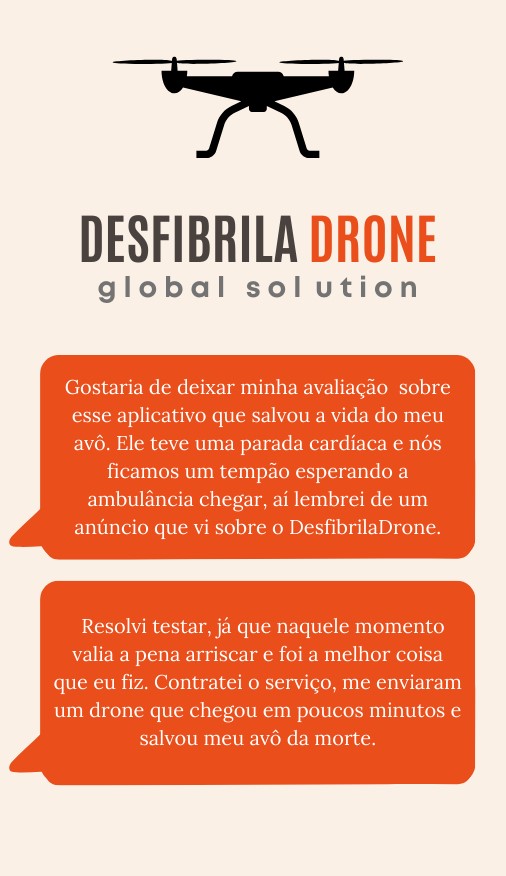 DESFIBRILA DRONE
global solution
Gostaria de deixar minha avaliação sobre
esse aplicativo que salvou a vida do meu
avô. Ele teve uma parada cardíaca e nós
ficamos um tempão esperando a
ambulância chegar, aí lembrei de um
anúncio que vi sobre o DesfibrilaDrone.
Resolvi testar, já que naquele momento
valia a pena arriscar e foi a melhor coisa
que eu fiz. Contratei o serviço, me enviaram
um drone que chegou em poucos minutos e
salvou meu avô da morte.